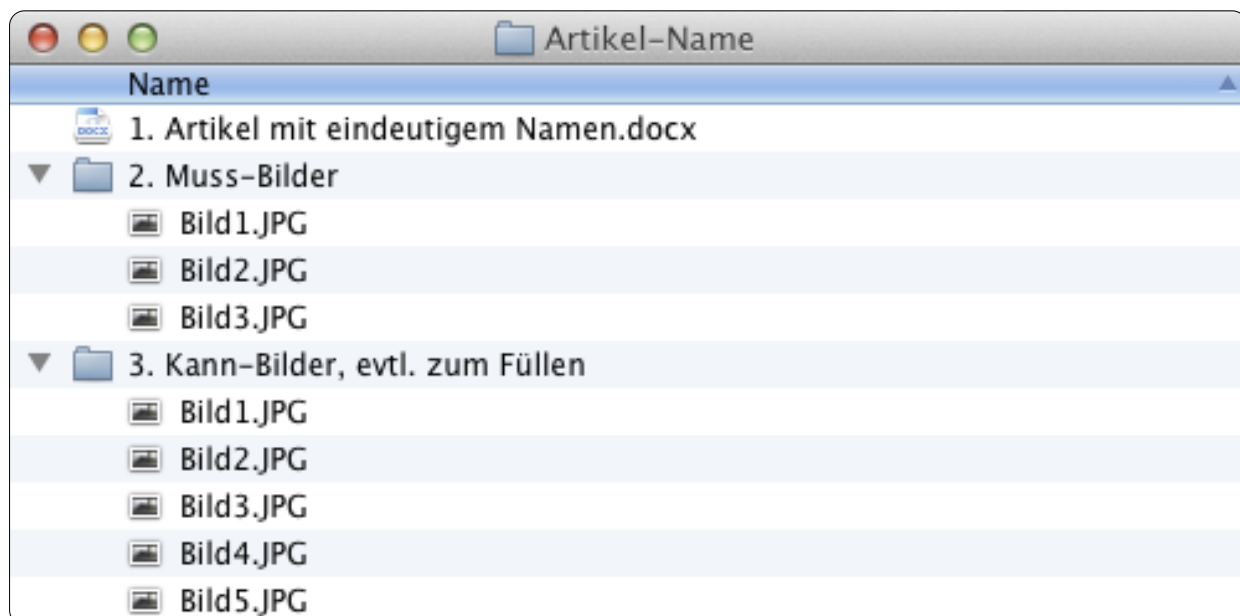 Artikel-Name
Name
DOCX
1. Artikel mit eindeutigem Namen.docx
2. Muss-Bilder
Bild1.JPG
Bild2.JPG
Bild3.JPG
3. Kann-Bilder, evtl. zum Füllen
Bild1.JPG
Bild2.JPG
Bild3.JPG
Bild4.JPG
Bild5.JPG